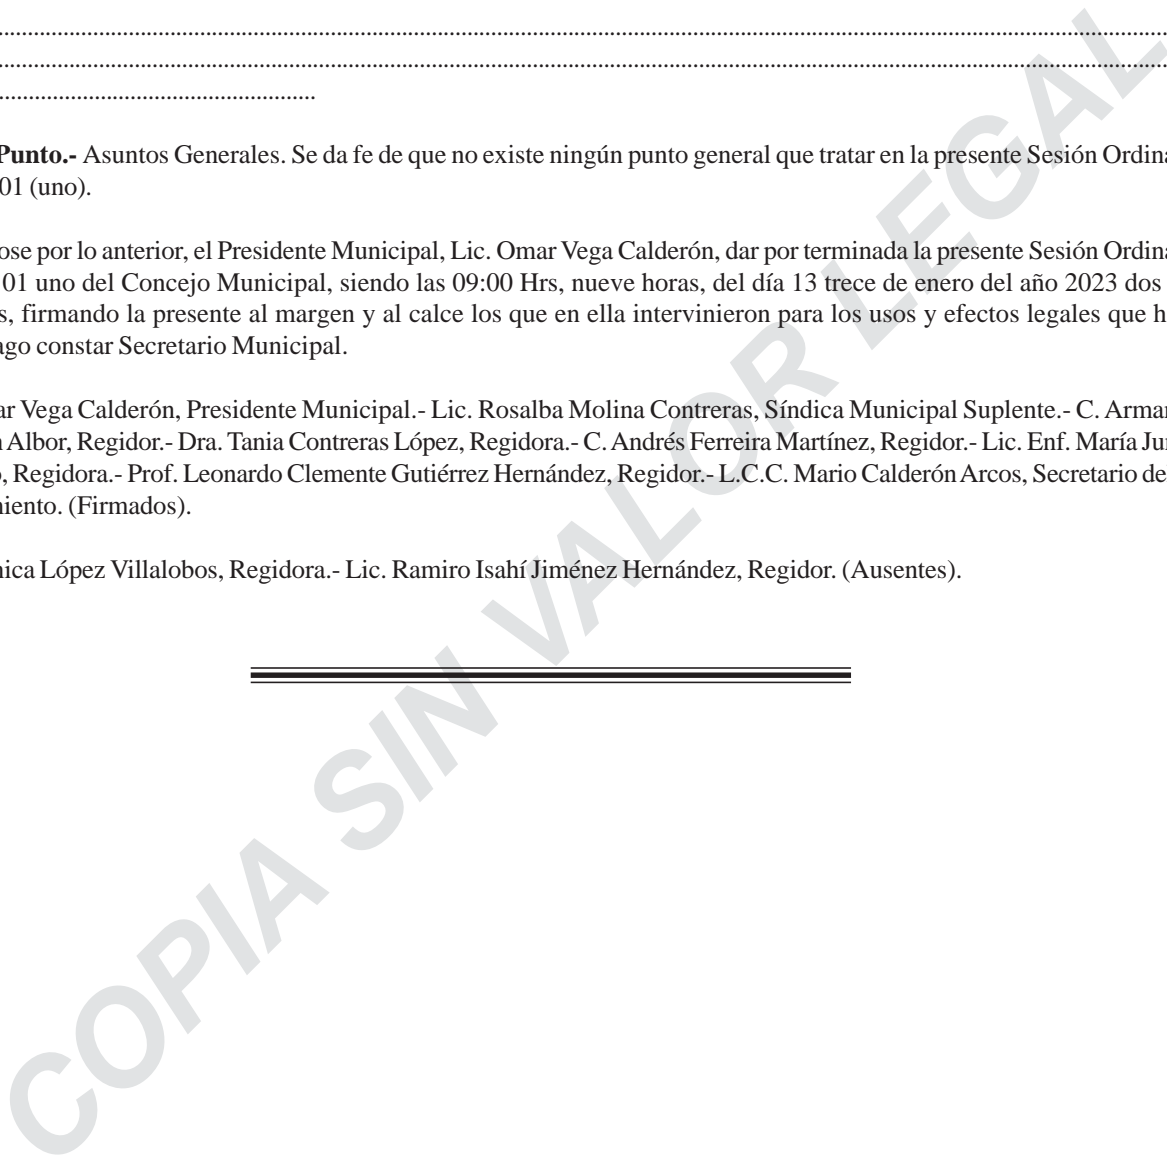 Punto.- Asuntos Generales. Se da fe de que no existe ningún punto general que tratar en la presente Sesión Ordina
01 (uno).
ose por lo anterior, el Presidente Municipal, Lic. Omar Vega Calderón, dar por terminada la presente Sesión Ordina
01 uno del Concejo Municipal, siendo las 09:00 Hrs, nueve horas, del día 13 trece de enero del año 2023 dos
s, firmando la presente al margen y al calce los que en ella intervinieron para los usos y efectos legales que h
ago constar Secretario Municipal.
ar Vega Calderón, Presidente Municipal.- Lic. Rosalba Molina Contreras, Síndica Municipal Suplente.- C. Arman
n Albor, Regidor.- Dra. Tania Contreras López, Regidora.- C. Andrés Ferreira Martínez, Regidor.- Lic. Enf. María Jua
o, Regidora.- Prof. Leonardo Clemente Gutiérrez Hernández, Regidor.- L.C.C. Mario Calderón Arcos, Secretario de
niento. (Firmados).
nica López Villalobos, Regidora.- Lic. Ramiro Isahí Jiménez Hernández, Regidor. (Ausentes).
COPIA SIN VALOR LEGAL